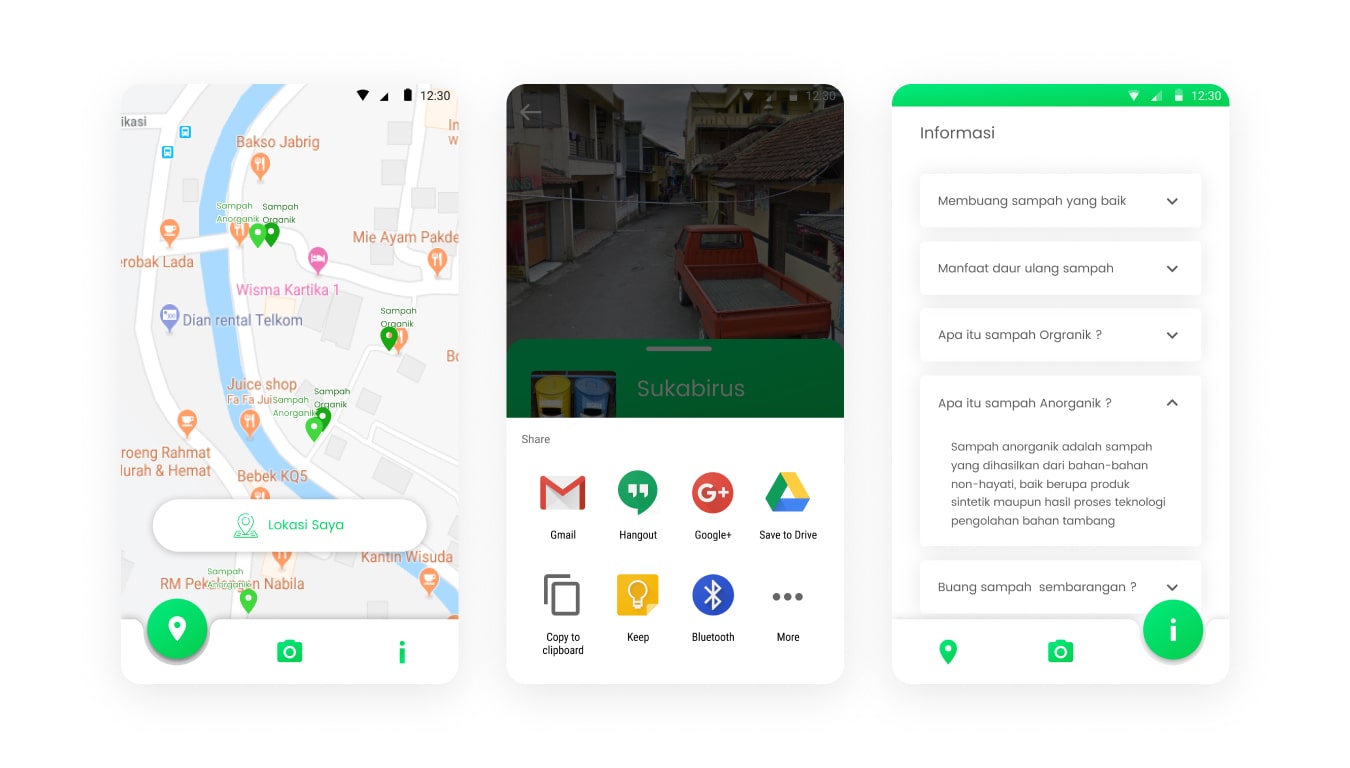 12:30
ikasi
Bakso Jabrig
In
W
Sampah
Anorganik
Sampah
Organik
Mie Ayam Pakde
erobak Lada
Wisma Kartika 1
Dian rental Telkom
Sampah
Organik
Bo
Juice shop
Fa Fa Jui
Sampah
Anorganik
Sampah
Organik
roeng Rahmat
urah & Hemat
Bebek KQ5
Lokasi Saya
Kantin Wisuda
RM Pekalongan Nabila
Sampah
Anorganik
12:30
Sukabirus
Share
Gmail
Hangout
Google+
Save to Drive
Copy to
clipboard
Keep
Bluetooth
More
12:30
Informasi
Membuang sampah yang baik
Manfaat daur ulang sampah
Apa itu sampah Orgranik ?
Apa itu sampah Anorganik ?
Sampah anorganik adalah sampah
yang dihasilkan dari bahan-bahan
non-hayati, baik berupa produk
sintetik maupun hasil proses teknologi
pengolahan bahan tambang
Buang sampah sembarangan ?